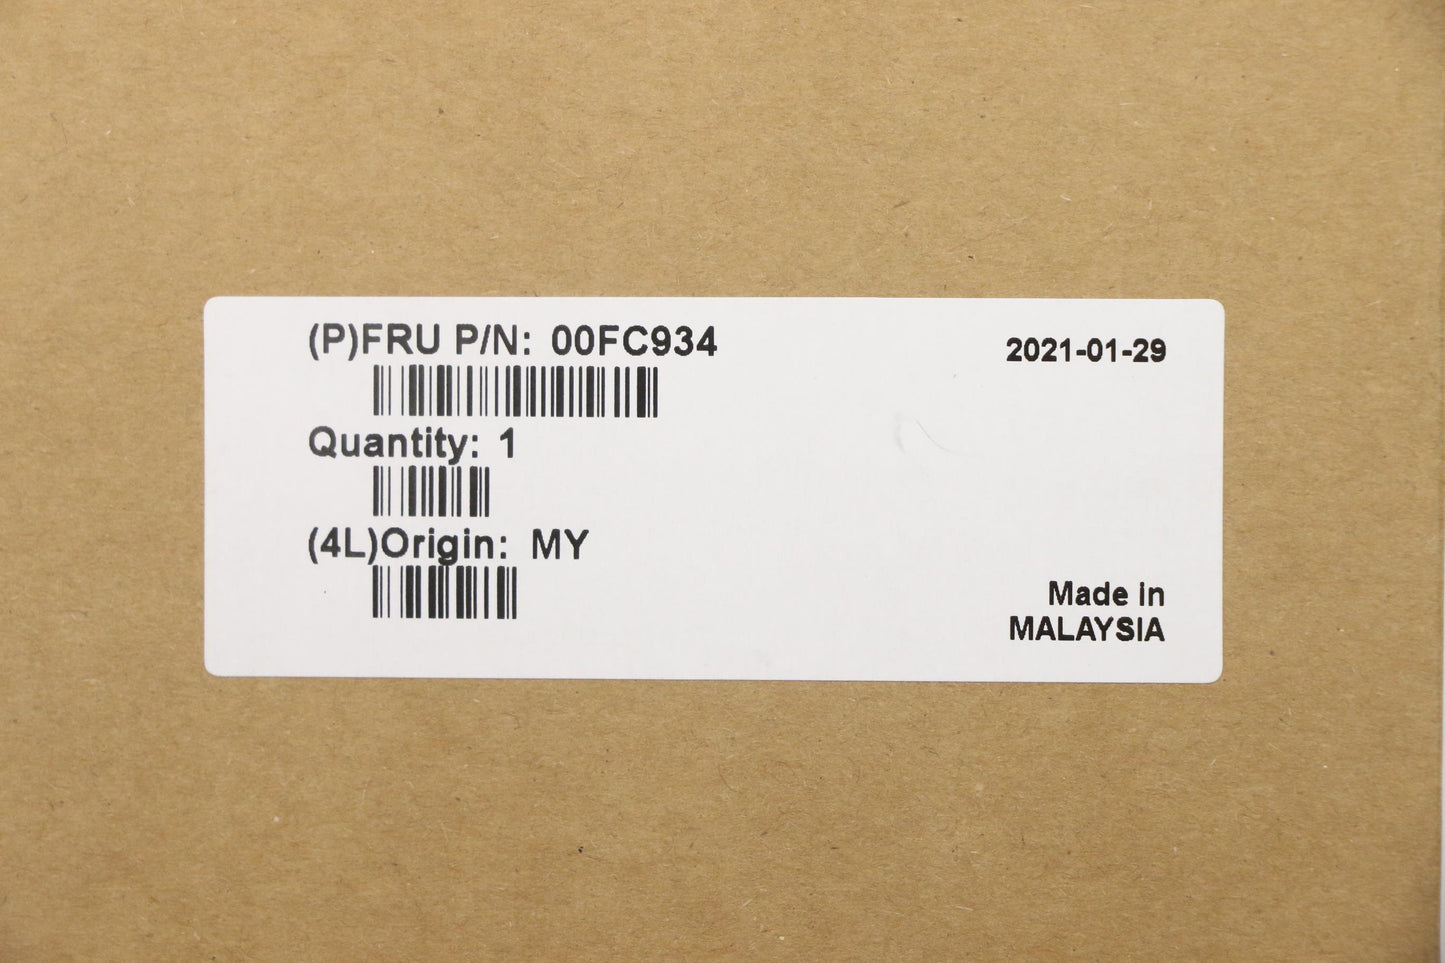 (P)FRU P/N: 00FC934
2021-01-29
Quantity: 1
(4L)Origin: MY
Made in
MALAYSIA